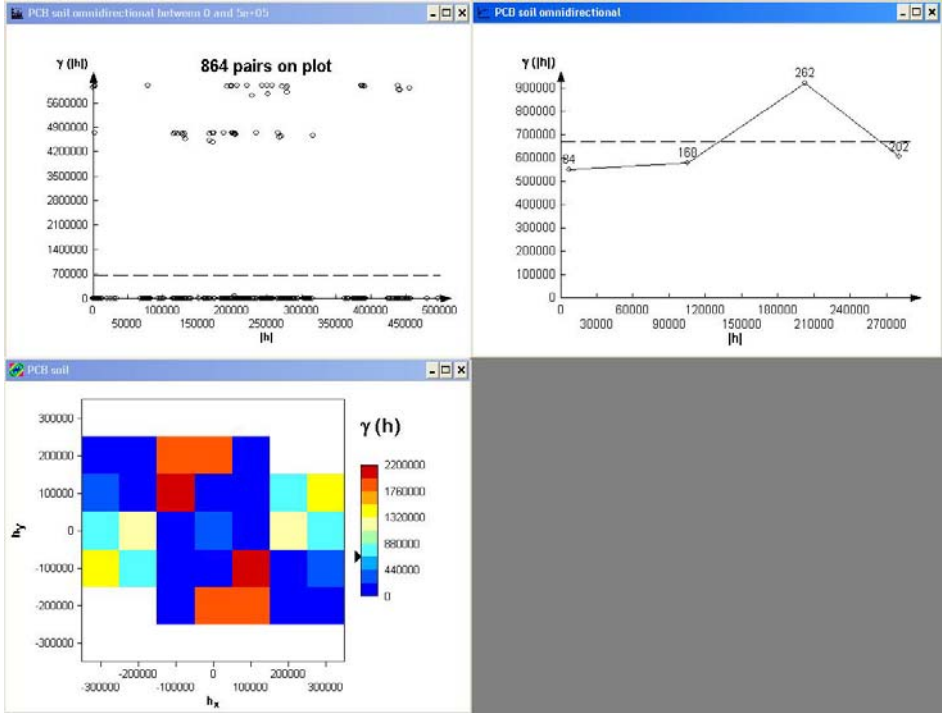 PCB soil omnidirectional between 0 and 5e+05
γ (|h|)
864 pairs on plot
5600000
4900000
4200000
3500000
2800000
2100000
1400000
700000
0
0 100000 200000 300000 400000 500000
50000 150000 250000 350000 450000
|h|
PCB soil omnidirectional
γ (|h|)
900000
800000
700000
600000
500000
400000
300000
200000
100000
0
262
168
202
0 60000 120000 180000 240000
30000 90000 150000 210000 270000
|h|
PCB soil
γ (h)
300000
200000
100000
0
-100000
-200000
-300000
hy
2200000
1760000
1320000
880000
440000
0
-200000 0 200000
-300000 -100000 100000 300000
hx